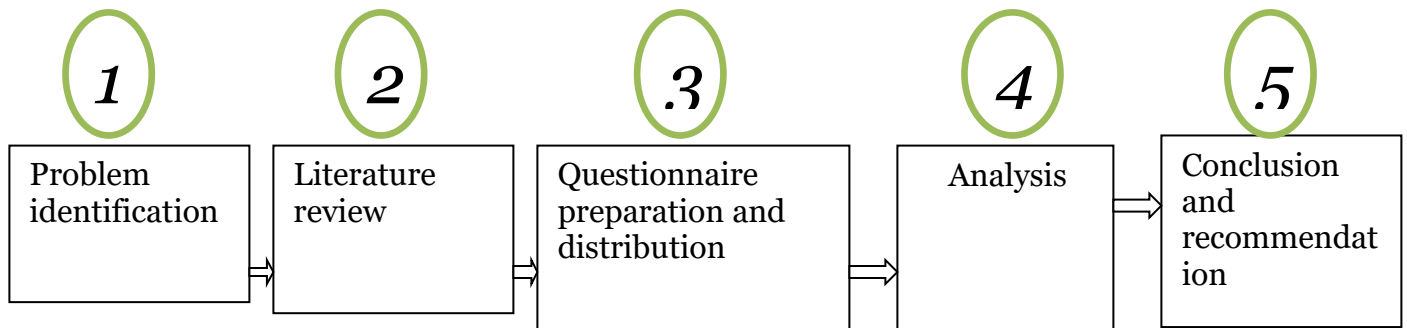 1
2
3
4
5
Problem
identification
Literature
review
Questionnaire
preparation and
distribution
Analysis
Conclusion
and
recommendat
ion